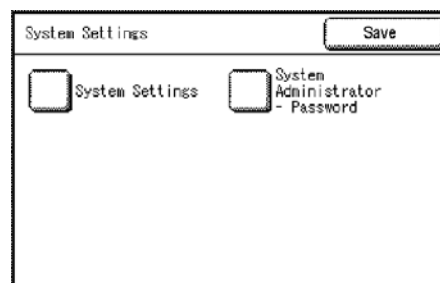 System Settings
Save
System Settings
System
Administrator
- Password